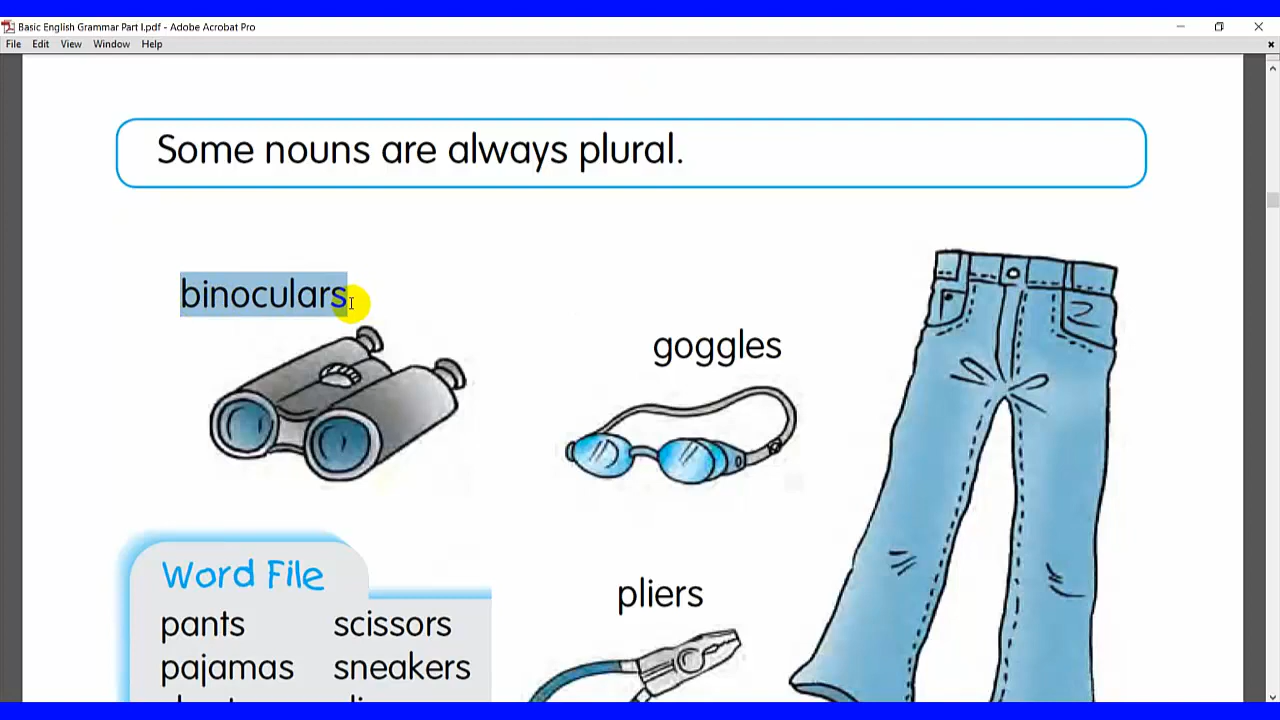 Basic English Grammar Part I.pdf - Adobe Acrobat Pro
File Edit View Window Help
Some nouns are always plural.
binoculars
goggles
pliers
Word File
pants scissors
pajamas sneakers